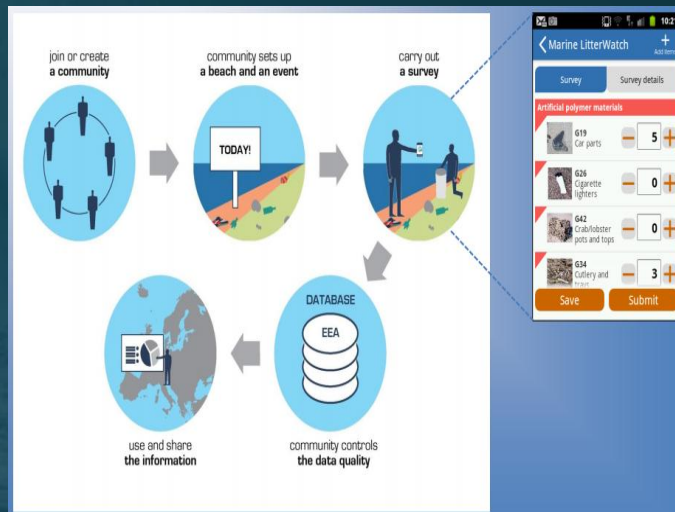 join or create
a community
community sets up
a beach and an event
carry out
a survey
TODAY!
DATABASE
EEA
use and share
the information
community controls
the data quality
10:2
Marine LitterWatch
+
Survey
Survey details
Artificial polymer materials
G19
Car parts
5
G26
Cigarette
lighters
0
G42
Crab/lobster
pots and tops
0
G34
Cutlery and
3
Save
Submit